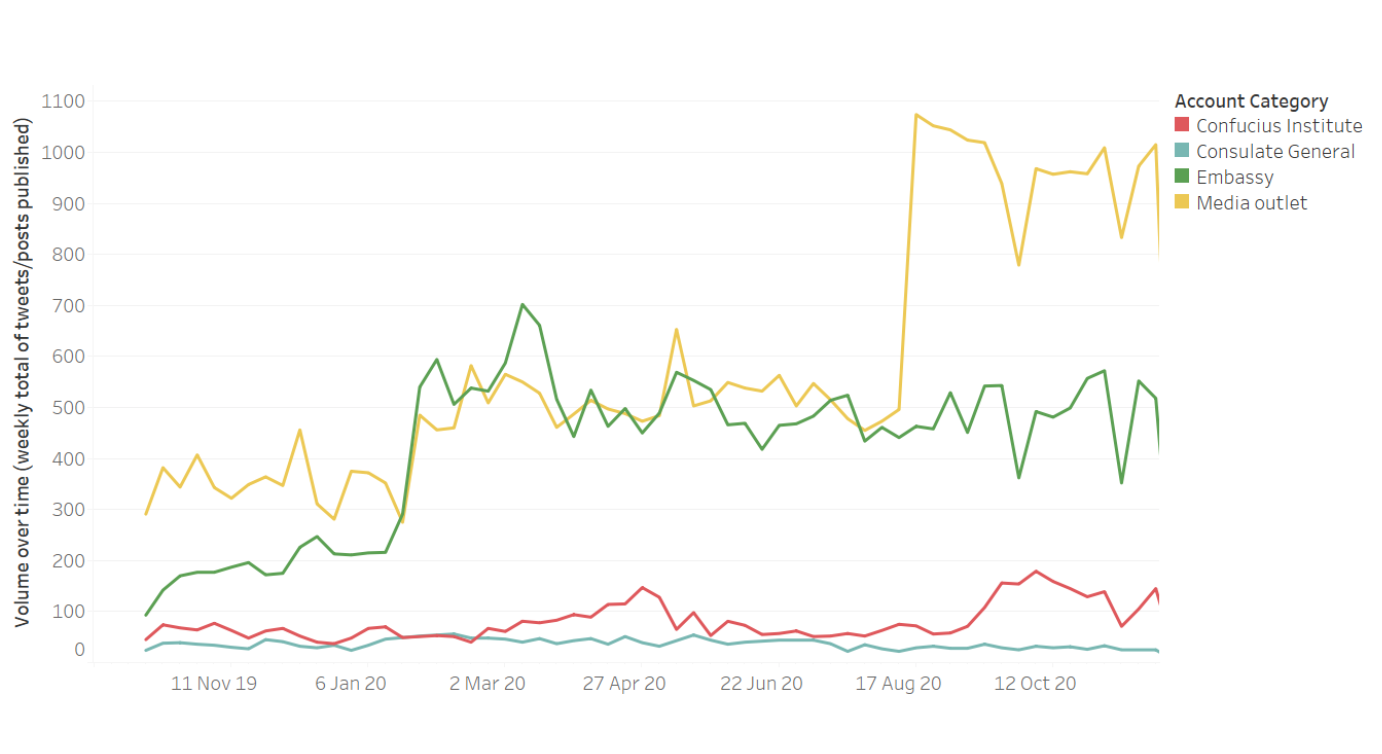 Volume over time (weekly total of tweets/posts published)
1100
1000
900
800
700
600
500
400
300
200
100
0
11 Nov 19 6 Jan 20 2 Mar 20 27 Apr 20 22 Jun 20 17 Aug 20 12 Oct 20
Account Category
Confucius Institute
Consulate General
Embassy
Media outlet